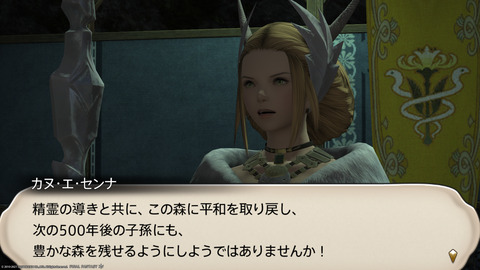 カヌ・エ・センナ
精霊の導きと共に、この森に平和を取り戻し、
次の500年後の子孫にも、
豊かな森を残せるようにしようではありませんか！